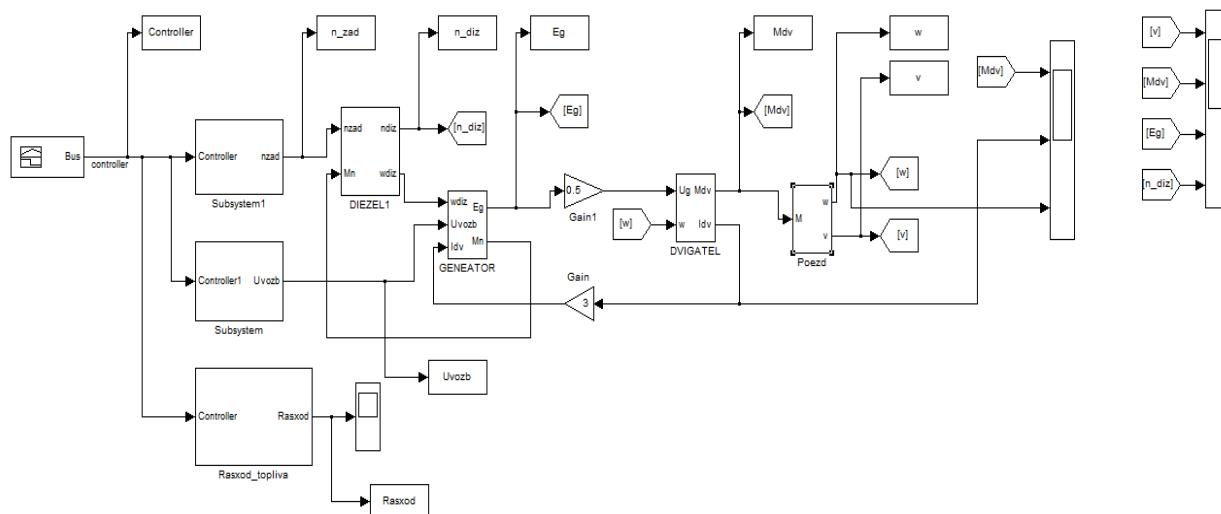 Controller
n_zad
n_diz
Eg
Mdv
w
[v]
v
[Mdv]
[Mdv]
[Eg]
[Mdv]
nzad
ndiz
[n_diz]
[Eg]
Bus
controller
Controller
nzad
Mn
wdiz
[w]
[n_diz]
Subsystem1
DIEZEL1
wdiz
Eg
0.5
Ug
Mdv
w
Uvozb
Gain1
[w]
w
Idv
M
v
[v]
Idv
Mn
GENEATOR
DVIGATEL
Poezd
Controller1
Uvozb
Gain
3
Subsystem
Uvozb
Controller
Rasxod
Rasxod_topliva
Rasxod